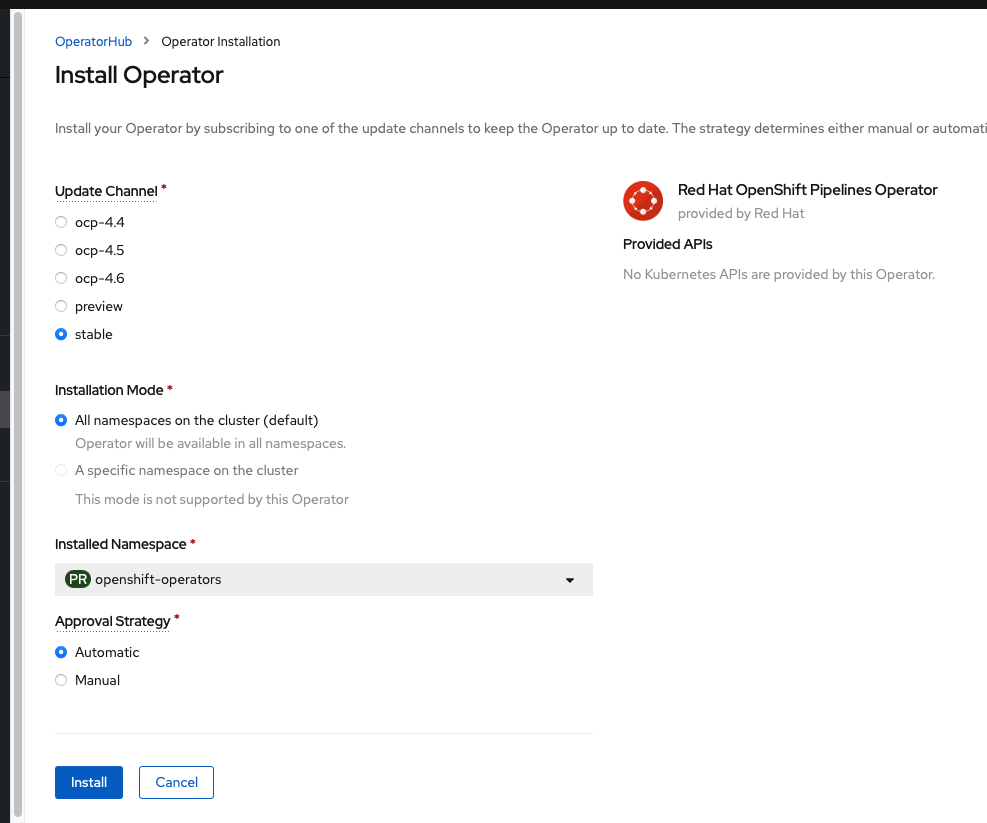 OperatorHub > Operator Installation
Install Operator
Install your Operator by subscribing to one of the update channels to keep the Operator up to date. The strategy determines either manual or automati
Update Channel *
ocp-4.4
ocp-4.5
ocp-4.6
preview
stable
Installation Mode *
All namespaces on the cluster (default)
Operator will be available in all namespaces.
A specific namespace on the cluster
This mode is not supported by this Operator
Installed Namespace *
PR openshift-operators
Approval Strategy *
Automatic
Manual
Install Cancel
Red Hat OpenShift Pipelines Operator
provided by Red Hat
Provided APIs
No Kubernetes APIs are provided by this Operator.